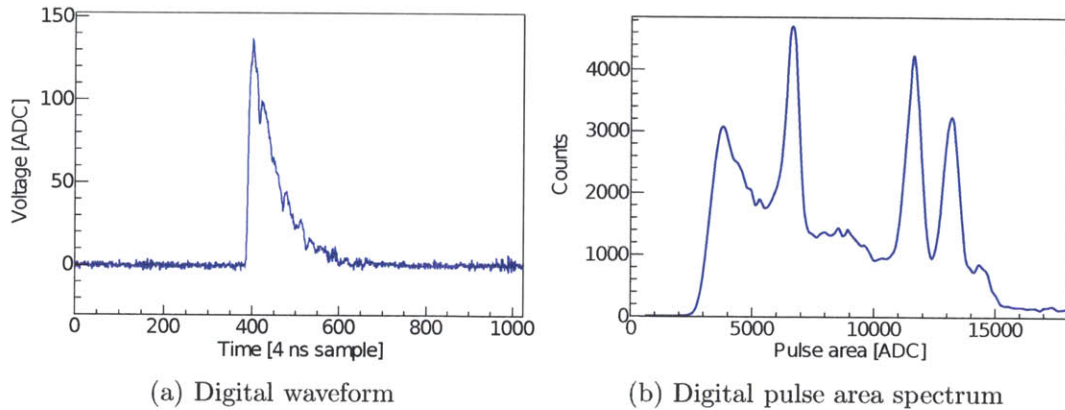 150
100
50
0
Voltage [ADC]
0 200 400 600 800 1000
Time [4 ns sample]
(a) Digital waveform
4000
3000
2000
1000
0
Counts
0 5000 10000 15000
Pulse area [ADC]
(b) Digital pulse area spectrum